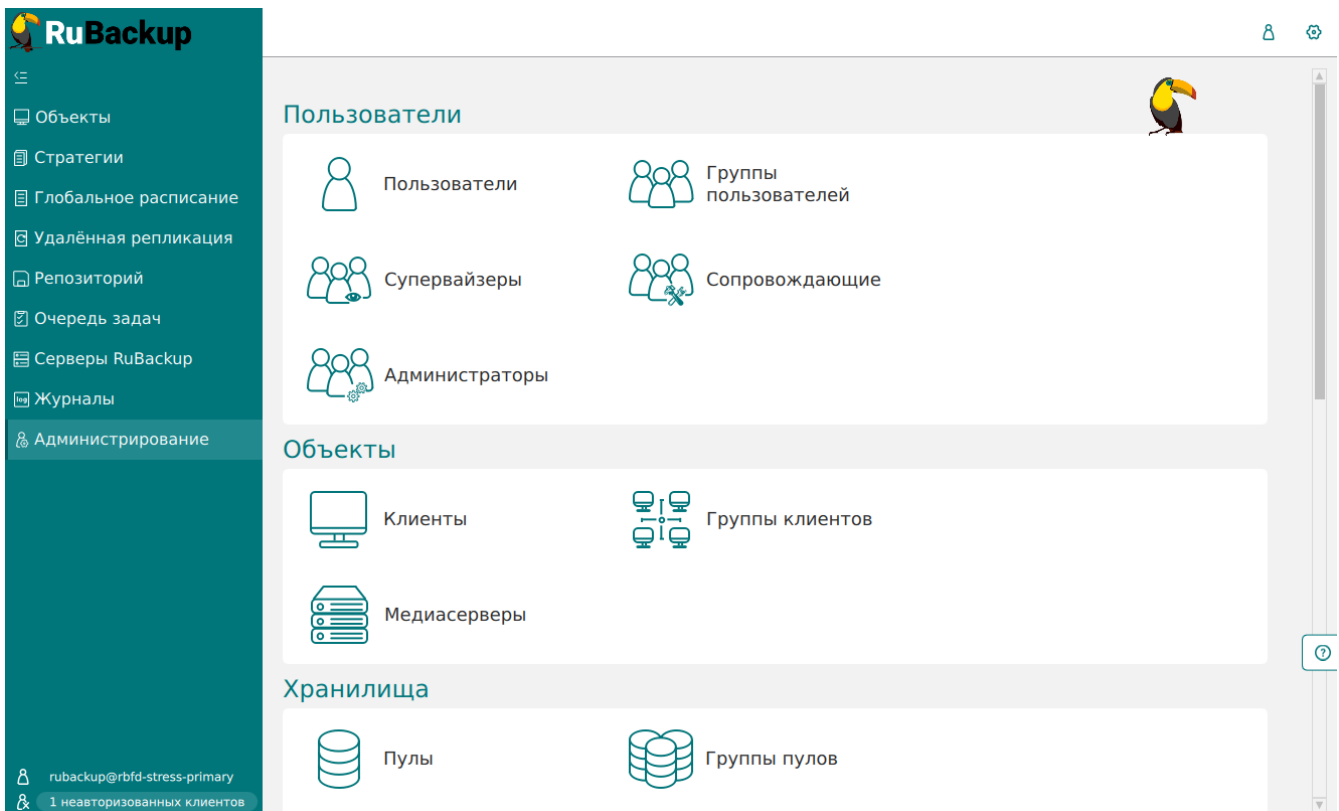 RuBackup
Объекты
Стратегии
Глобальное расписание
Удалённая репликация
Репозиторий
Очередь задач
Серверы RuBackup
Журналы
Администрирование
rubackup@rbfd-stress-primary
1 неавторизованных клиентов
Пользователи
Пользователи
Группы
пользователей
Супервайзеры
Сопровождающие
Администраторы
Объекты
Клиенты
Группы клиентов
Медиасерверы
Хранилища
Пулы
Группы пулов